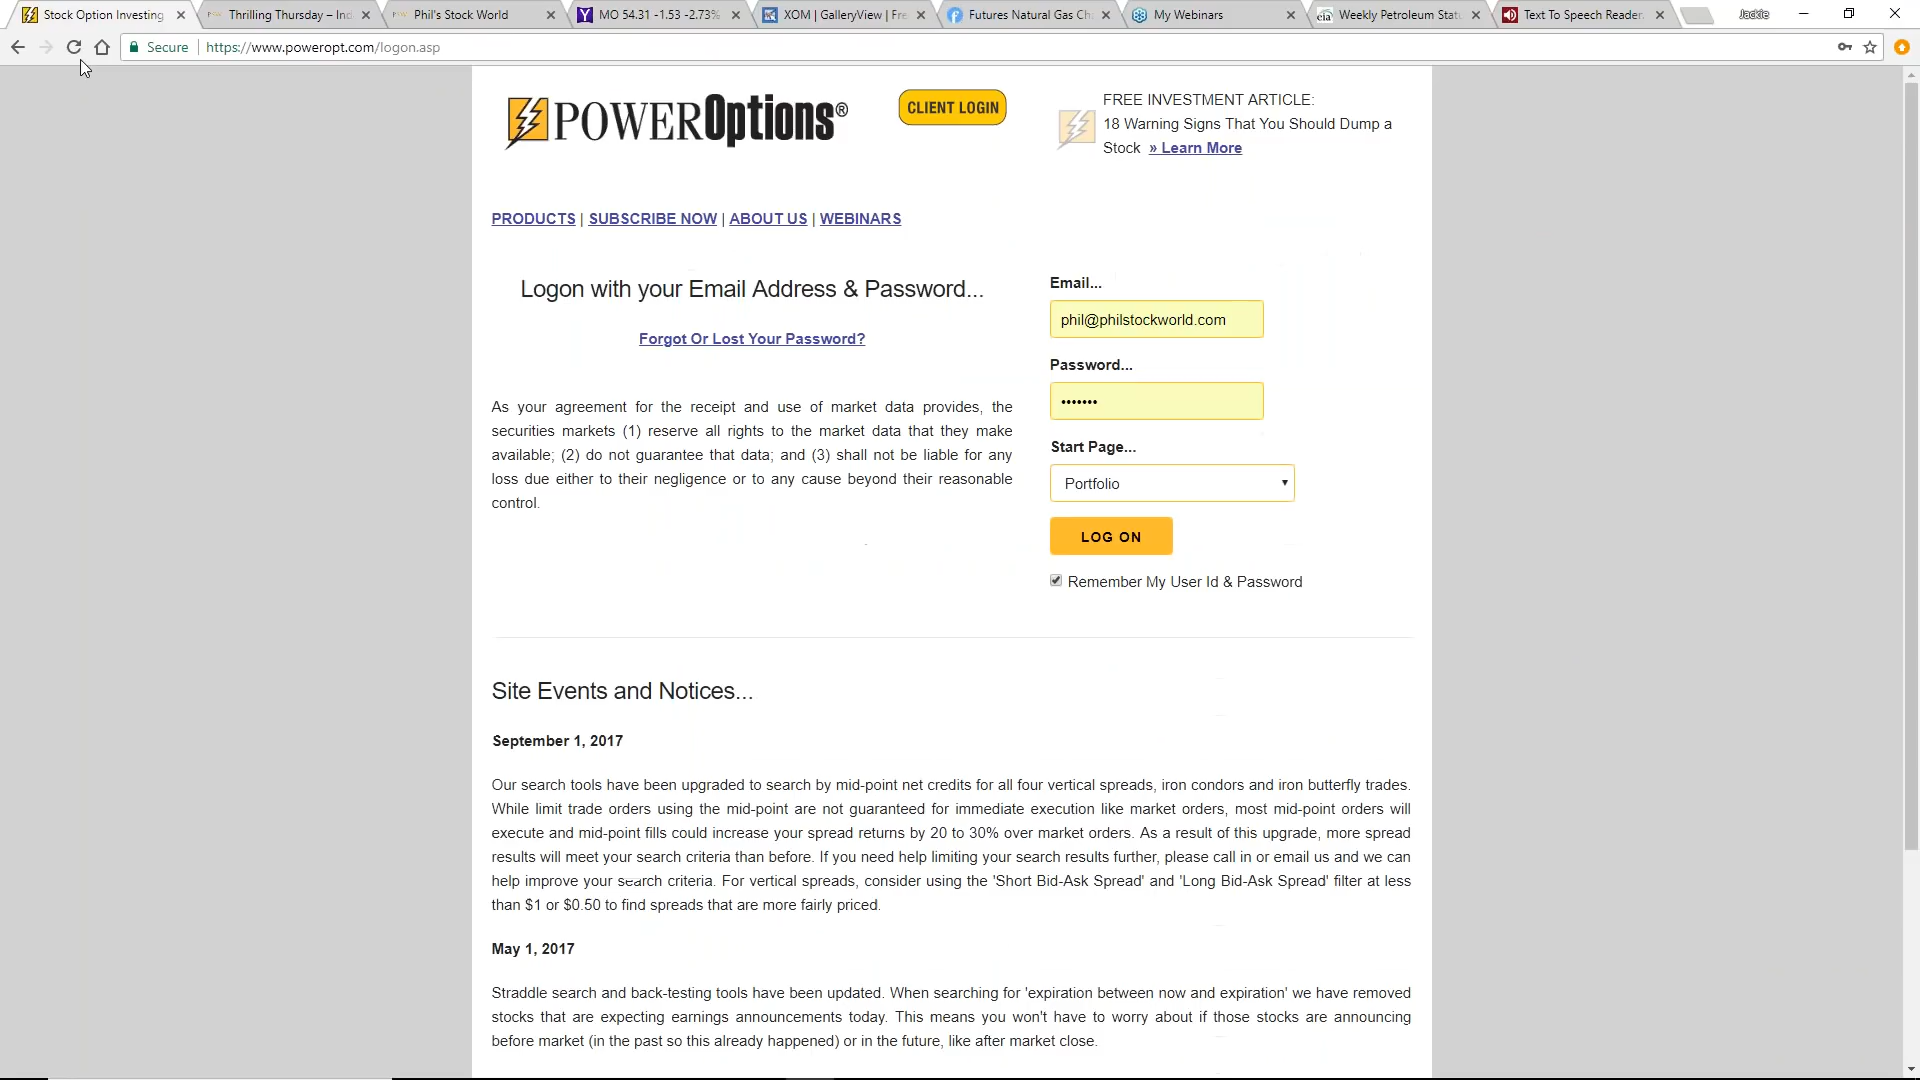 Stock Option Investing
Thrilling Thursday – Ind
Phil's Stock World
MO 54.31 -1.53 -2.73%
XOM | GalleryView | Fre
Futures Natural Gas Ch
My Webinars
Weekly Petroleum Statu
Text To Speech Reader
Jackie
Secure
https://www.poweropt.com/logon.asp
POWEROptions®
CLIENT LOGIN
FREE INVESTMENT ARTICLE:
18 Warning Signs That You Should Dump a
Stock » Learn More
PRODUCTS | SUBSCRIBE NOW | ABOUT US | WEBINARS
Logon with your Email Address & Password...
Forgot Or Lost Your Password?
As your agreement for the receipt and use of market data provides, the
securities markets (1) reserve all rights to the market data that they make
available; (2) do not guarantee that data; and (3) shall not be liable for any
loss due either to their negligence or to any cause beyond their reasonable
control.
Email...
phil@philstockworld.com
Password...
•••••••
Start Page...
Portfolio
LOG ON
Remember My User Id & Password
Site Events and Notices...
September 1, 2017
Our search tools have been upgraded to search by mid-point net credits for all four vertical spreads, iron condors and iron butterfly trades.
While limit trade orders using the mid-point are not guaranteed for immediate execution like market orders, most mid-point orders will
execute and mid-point fills could increase your spread returns by 20 to 30% over market orders. As a result of this upgrade, more spread
results will meet your search criteria than before. If you need help limiting your search results further, please call in or email us and we can
help improve your search criteria. For vertical spreads, consider using the 'Short Bid-Ask Spread' and 'Long Bid-Ask Spread' filter at less
than $1 or $0.50 to find spreads that are more fairly priced.
May 1, 2017
Straddle search and back-testing tools have been updated. When searching for 'expiration between now and expiration' we have removed
stocks that are expecting earnings announcements today. This means you won't have to worry about if those stocks are announcing
before market (in the past so this already happened) or in the future, like after market close.